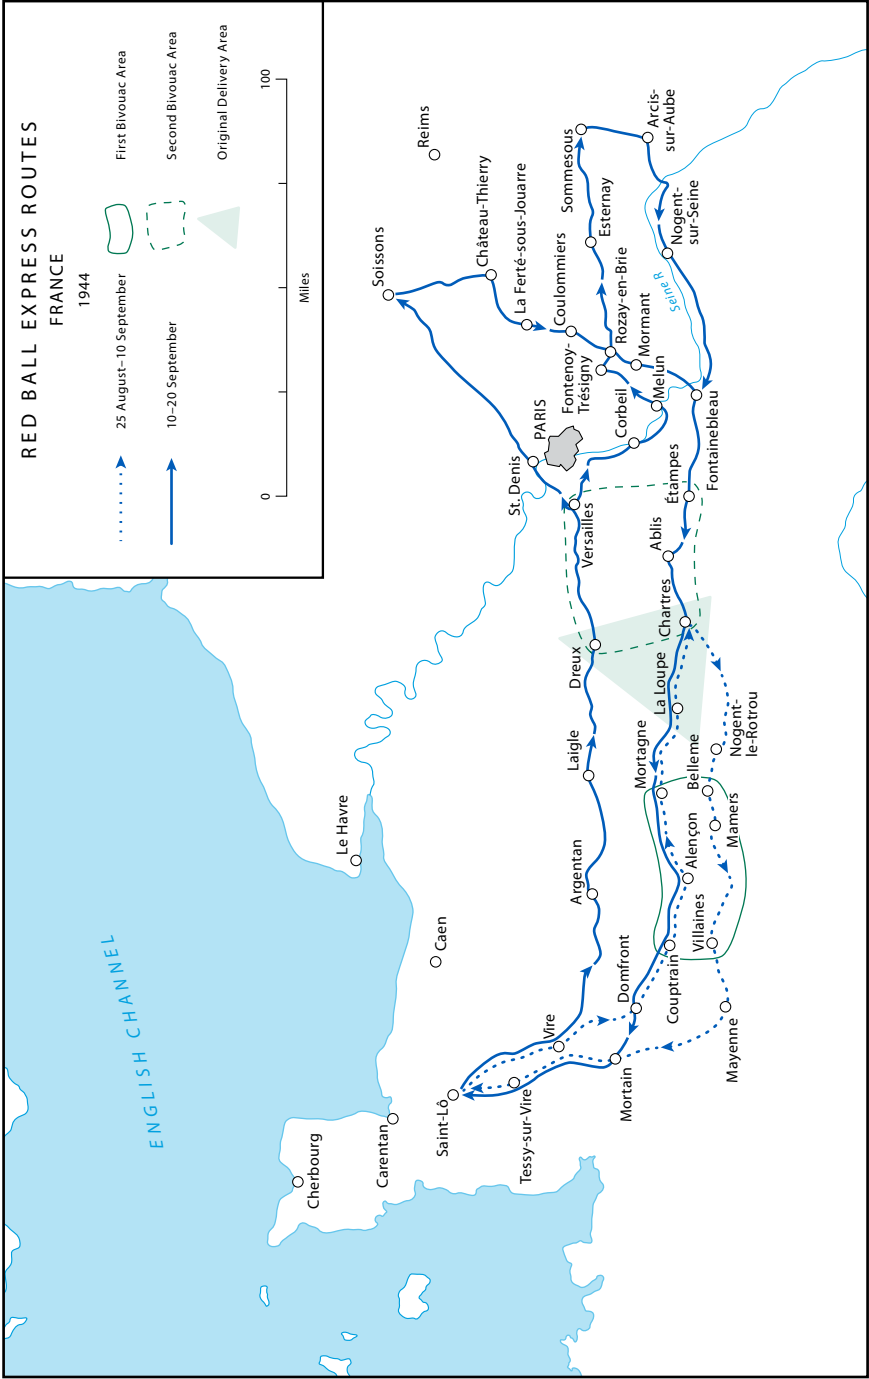 RED BALL EXPRESS ROUTES
FRANCE
1944
25 August–10 September
First Bivouac Area
10–20 September
Second Bivouac Area
Original Delivery Area
0
100
Miles
ENGLISH CHANNEL
Cherbourg
Carentan
Caen
Le Havre
Reims
Soissons
Château-Thierry
La Ferté-sous-Jouarre
Coulommiers
Saint-Lô
Tessy-sur-Vire
Vire
Argentan
Laigle
Dreux
Versailles
St. Denis
PARIS
Fontenoy-
Trésigny
Rozay-en-Brie
Esternay
Sommesous
Arcis-
sur-Aube
Nogent-
sur-Seine
Seine R
Mormant
Melun
Corbeil
Fontainebleau
Étampes
Ablis
Chartres
La Loupe
Mortagne
Belleme
Nogent-
le-Rotrou
Mamers
Alençon
Villaines
Couptrain
Domfront
Mortain
Mayenne